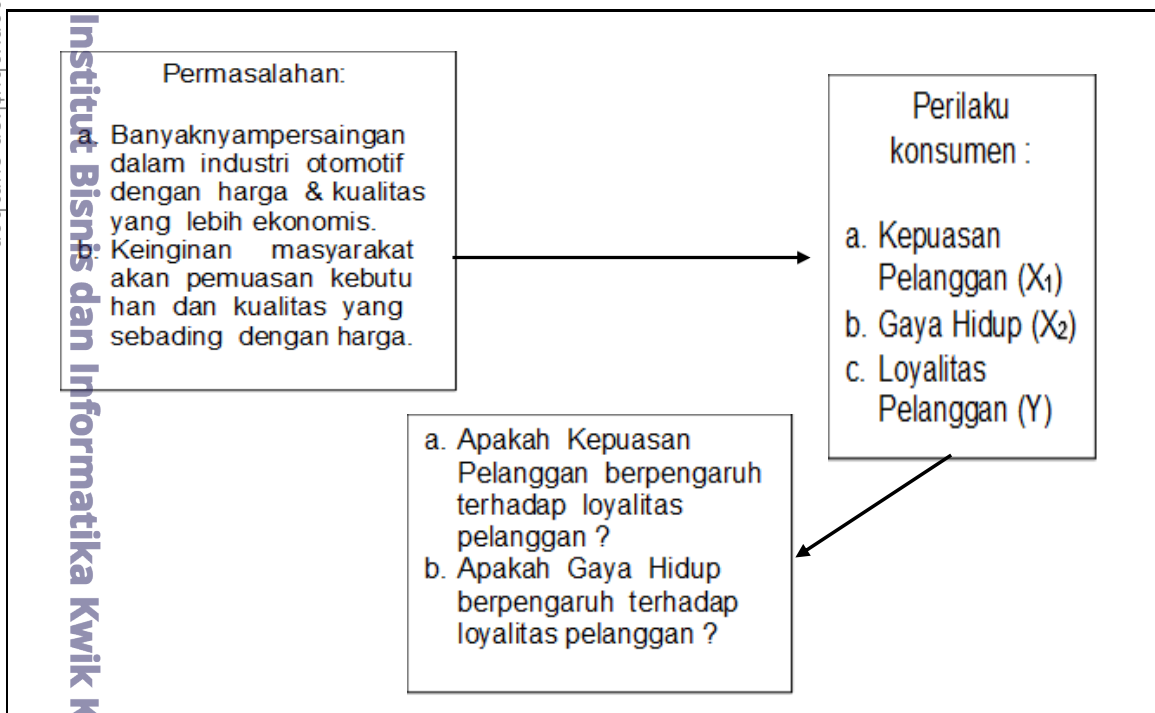 Institut Bisnis dan Informatika Kwik
Permasalahan:
a. Banyaknyampersaingan
dalam industri otomotif
dengan harga & kualitas
yang lebih ekonomis.
b. Keinginan masyarakat
akan pemuasan kebutu
han dan kualitas yang
sebading dengan harga.
Perilaku
konsumen :
a. Kepuasan
Pelanggan (X₁)
b. Gaya Hidup (X₂)
c. Loyalitas
Pelanggan (Y)
a. Apakah Kepuasan
Pelanggan berpengaruh
terhadap loyalitas
pelanggan ?
b. Apakah Gaya Hidup
berpengaruh terhadap
loyalitas pelanggan ?